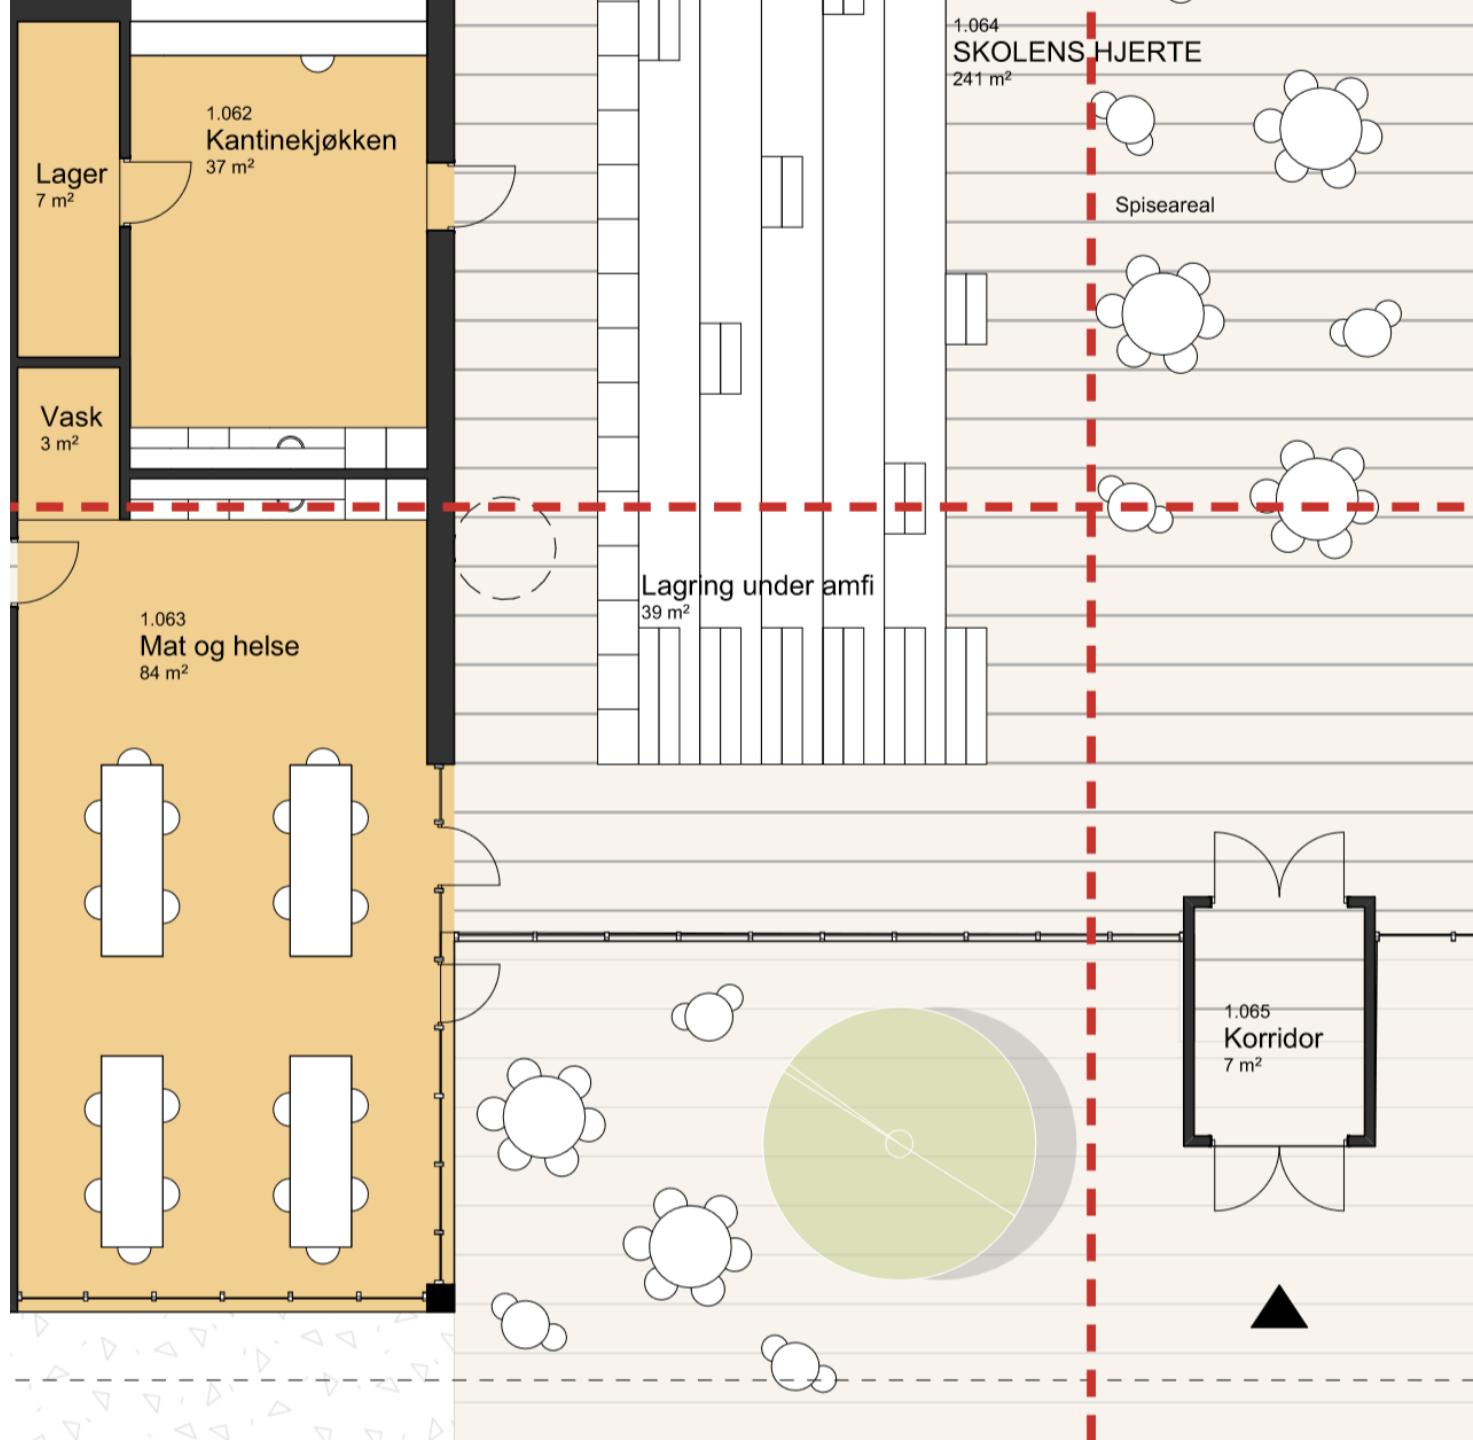 1.064
SKOLENS HJERTE
241 m²
1.062
Kantinekjøkken
37 m²
Lager
7 m²
Spiseareal
Vask
3 m²
Lagring under amfi
39 m²
1.063
Mat og helse
84 m²
1.065
Korridor
7 m²